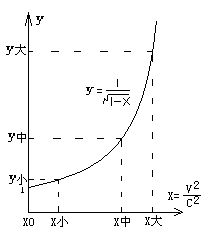 y
y大
y = 1/√1-X
y中
y小
1
X0 X小 X中 X大
X= V²/C²